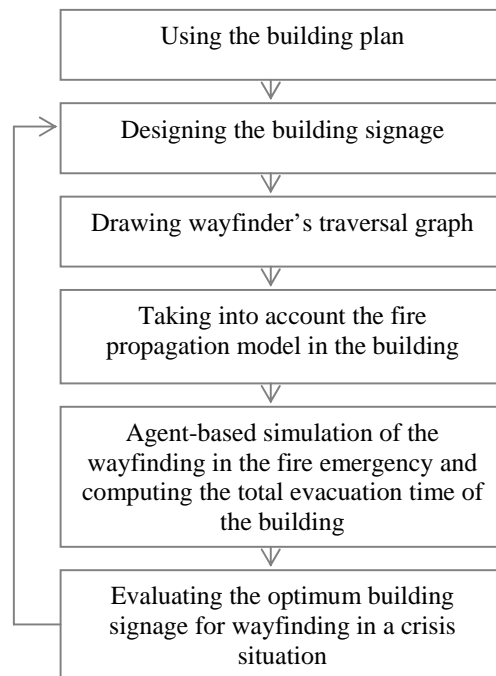 Using the building plan
Designing the building signage
Drawing wayfinder’s traversal graph
Taking into account the fire
propagation model in the building
Agent-based simulation of the
wayfinding in the fire emergency and
computing the total evacuation time of
the building
Evaluating the optimum building
signage for wayfinding in a crisis
situation